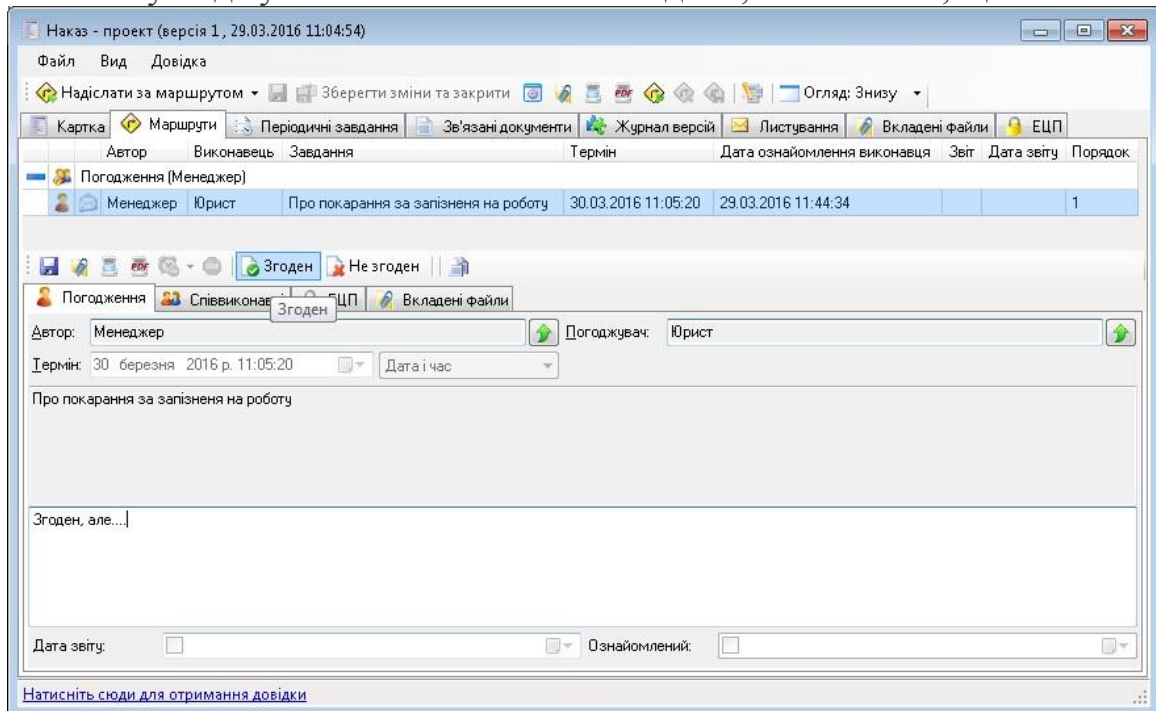 Наказ - проект (версія 1, 29.03.2016 11:04:54)
Файл Вид Довідка
Надіслати за маршрутом Зберегти зміни та закрити Огляд: Знизу
Картка Маршрути Періодичні завдання Зв'язані документи Журнал версій Листування Вкладені файли ЕЦП
Автор Виконавець Завдання Термін Дата ознайомлення виконавця Звіт Дата звіту Порядок
Погодження (Менеджер)
Менеджер Юрист Про покарання за запізненя на роботу 30.03.2016 11:05:20 29.03.2016 11:44:34 1
Згоден Не згоден
Погодження Співвиконавці ЕЦП Вкладені файли
Згоден
Автор: Менеджер Погоджувач: Юрист
Термін: 30 березня 2016 р. 11:05:20 Дата і час
Про покарання за запізненя на роботу
Згоден, але....
Дата звіту: Ознайомлений:
Натисніть сюди для отримання довідки